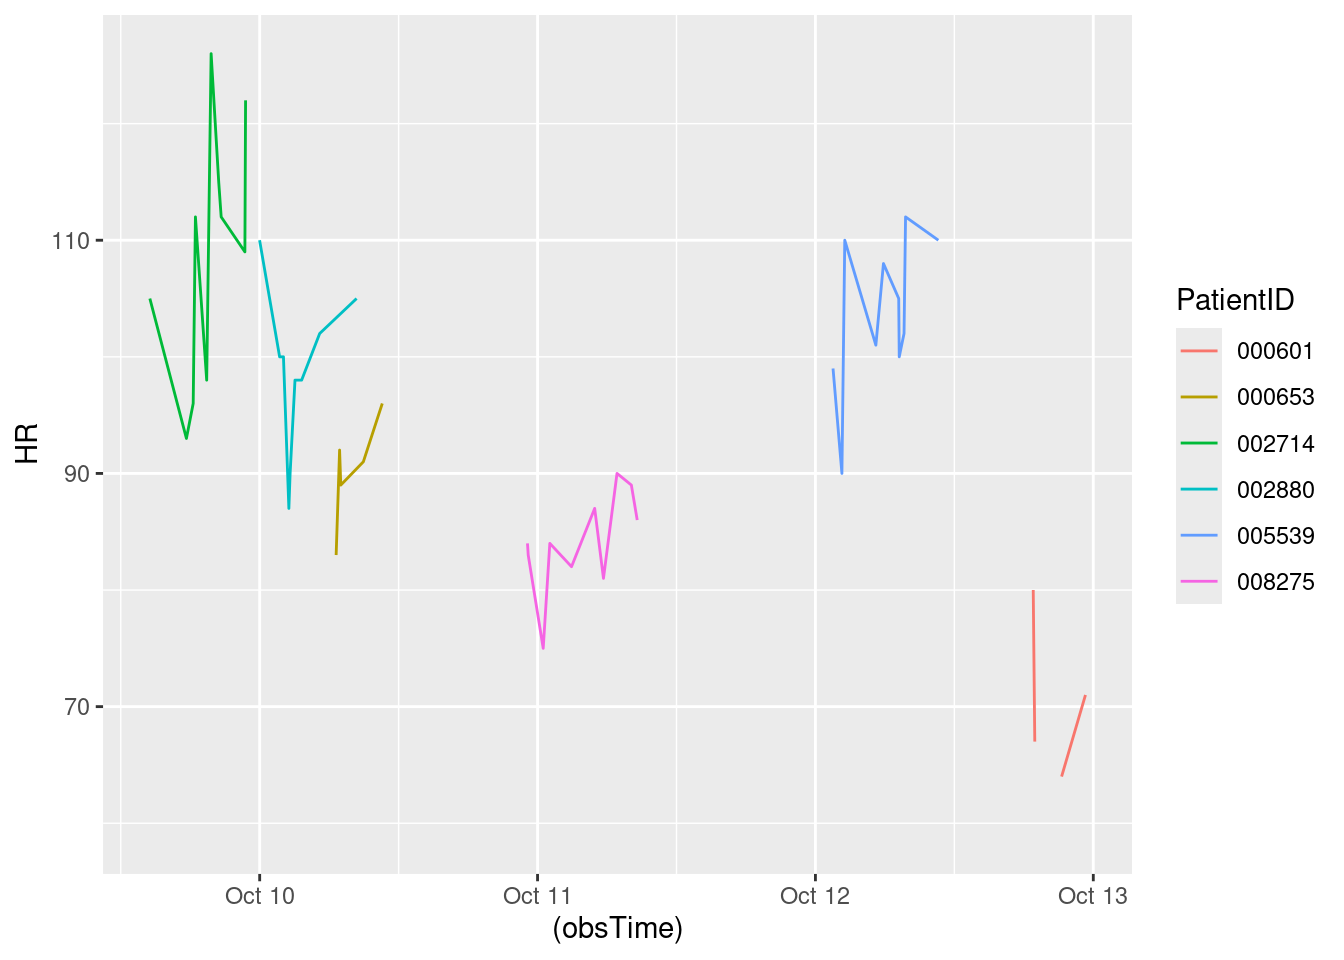 HR
110
90
70
Oct 10
Oct 11
Oct 12
Oct 13
(obsTime)
PatientID
000601
000653
002714
002880
005539
008275